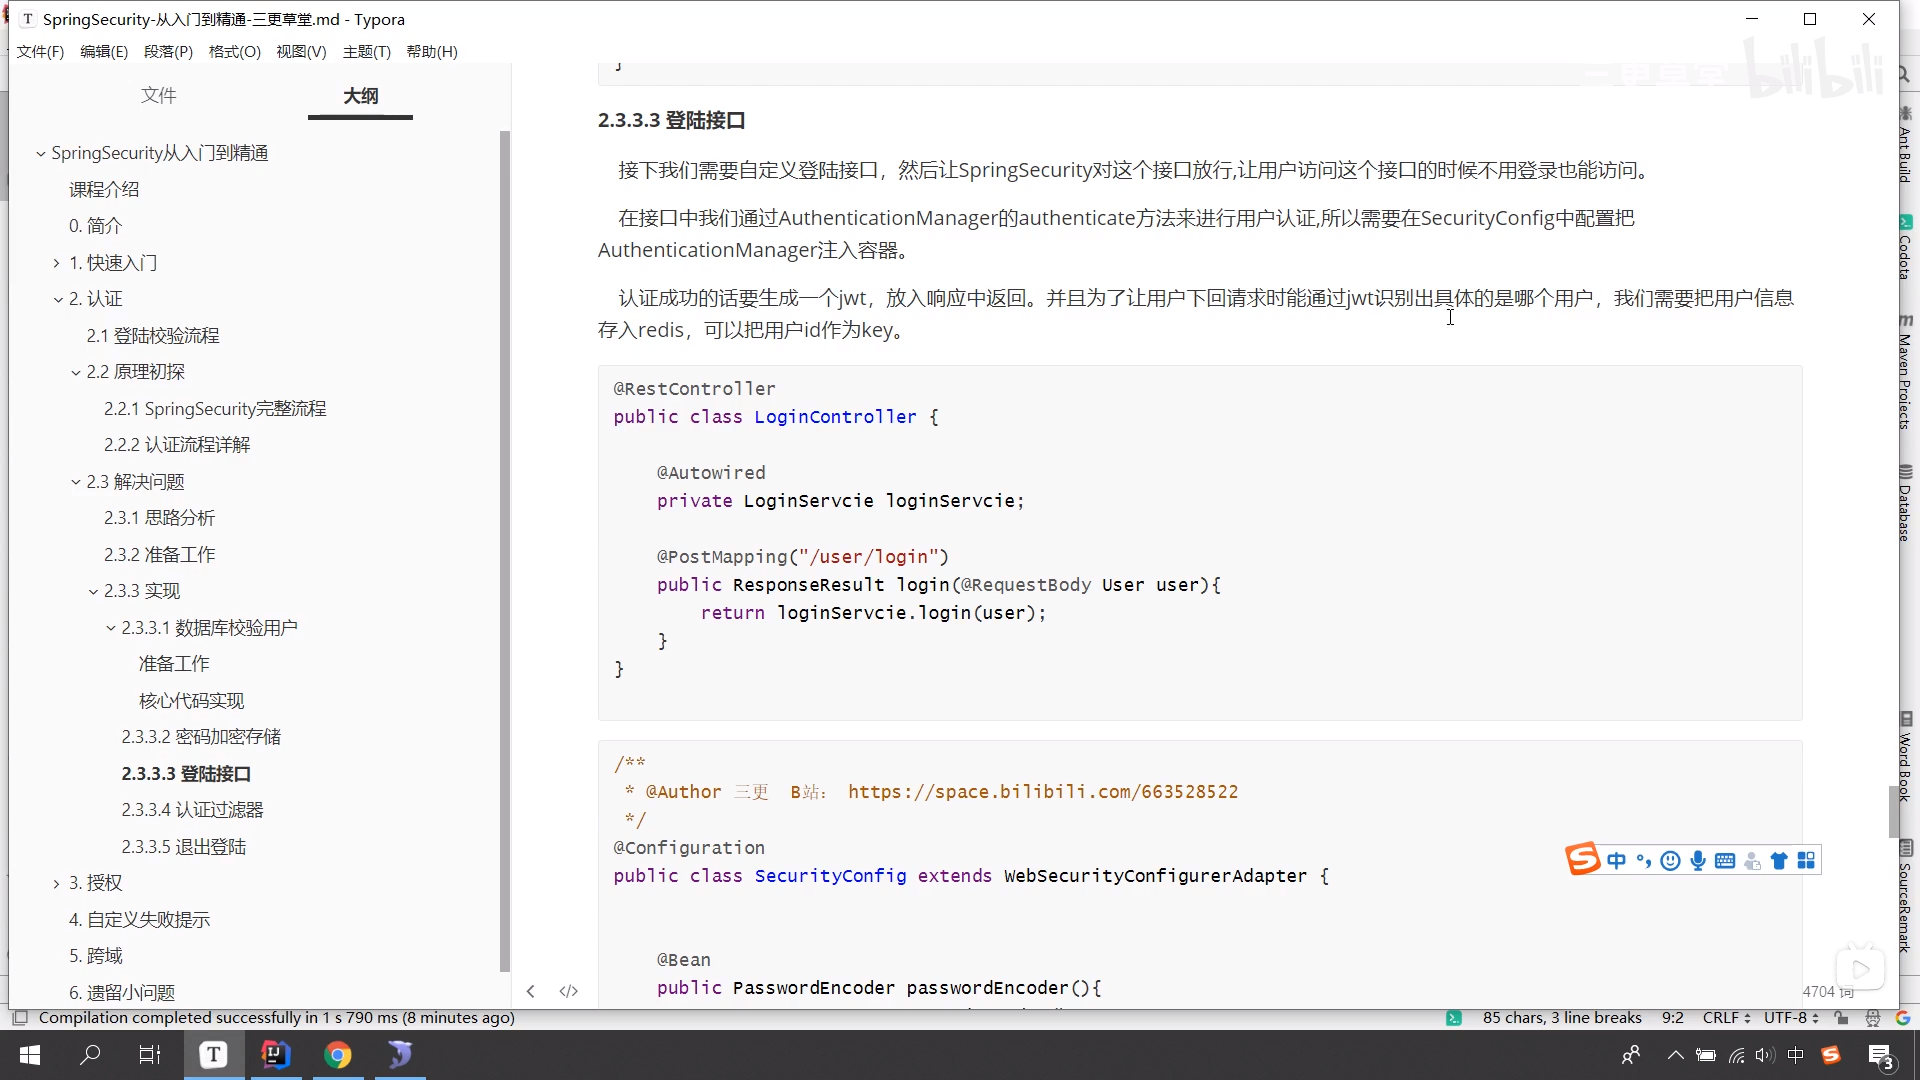 SpringSecurity-从入门到精通-三更草堂.md - Typora
文件(F) 编辑(E) 段落(P) 格式(O) 视图(V) 主题(T) 帮助(H)
bilibili
文件 大纲
SpringSecurity从入门到精通
课程介绍
0. 简介
1. 快速入门
2. 认证
2.1 登陆校验流程
2.2 原理初探
2.2.1 SpringSecurity完整流程
2.2.2 认证流程详解
2.3 解决问题
2.3.1 思路分析
2.3.2 准备工作
2.3.3 实现
2.3.3.1 数据库校验用户
准备工作
核心代码实现
2.3.3.2 密码加密存储
2.3.3.3 登陆接口
2.3.3.4 认证过滤器
2.3.3.5 退出登陆
3. 授权
4. 自定义失败提示
5. 跨域
6. 遗留小问题
}
2.3.3.3 登陆接口
接下我们需要自定义登陆接口，然后让SpringSecurity对这个接口放行,让用户访问这个接口的时候不用登录也能访问。
在接口中我们通过AuthenticationManager的authenticate方法来进行用户认证,所以需要在SecurityConfig中配置把
AuthenticationManager注入容器。
认证成功的话要生成一个jwt，放入响应中返回。并且为了让用户下回请求时能通过jwt识别出具体的是哪个用户，我们需要把用户信息
存入redis，可以把用户id作为key。
@RestController
public class LoginController {
@Autowired
private LoginServcie loginServcie;
@PostMapping("/user/login")
public ResponseResult login(@RequestBody User user){
return loginServcie.login(user);
}
}
/**
* @Author 三更 B站： https://space.bilibili.com/663528522
*/
@Configuration
public class SecurityConfig extends WebSecurityConfigurerAdapter {
@Bean
public PasswordEncoder passwordEncoder(){
4704 词
Ant Build
Codota
Maven Projects
Database
Word Book
SourceRemark
中
Compilation completed successfully in 1 s 790 ms (8 minutes ago)
85 chars, 3 line breaks 9:2 CRLF UTF-8
中
3